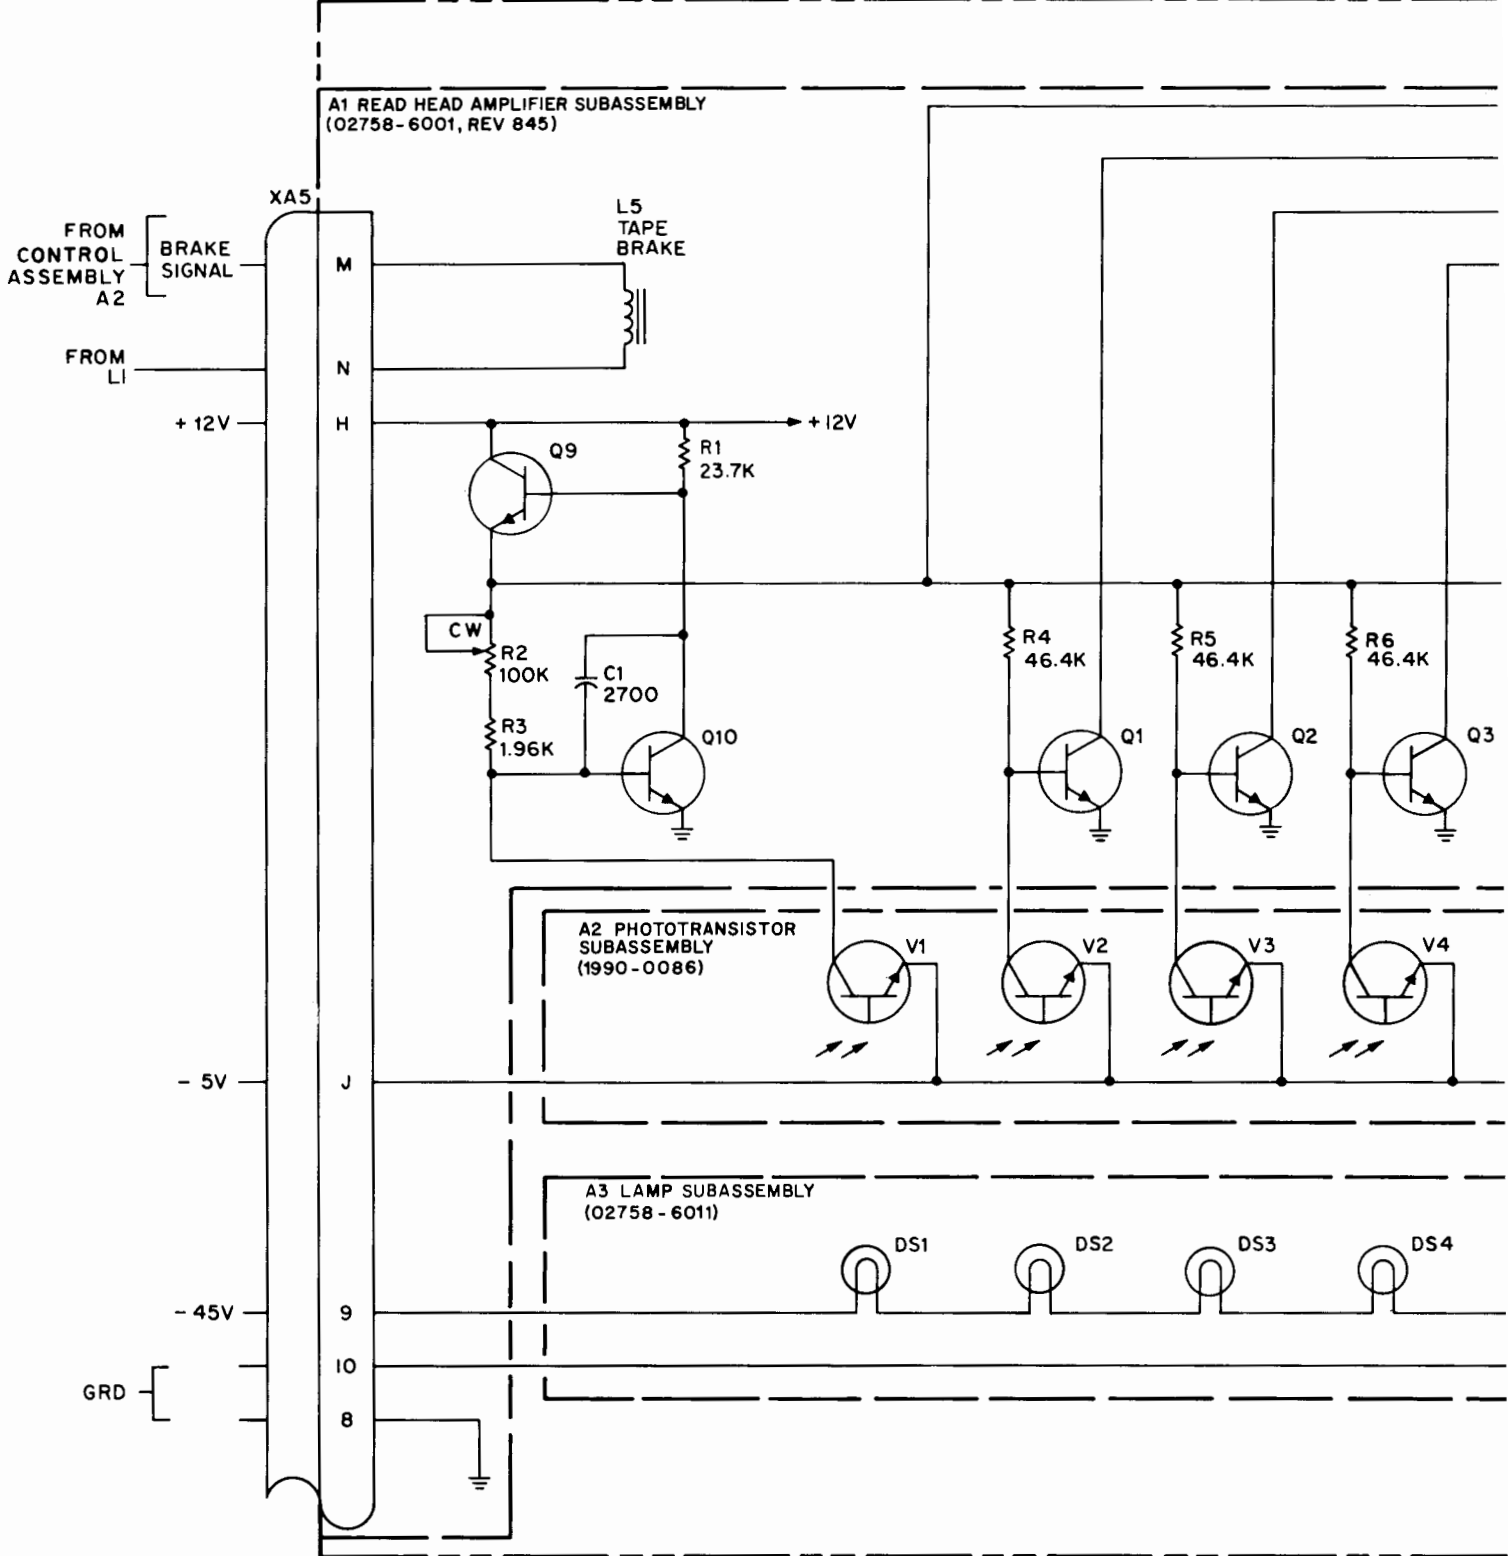 A1 READ HEAD AMPLIFIER SUBASSEMBLY
(02758-6001, REV 845)
XA5
FROM
CONTROL
ASSEMBLY
A2
BRAKE
SIGNAL
M
L5
TAPE
BRAKE
FROM
L1
N
+ 12V
H
+ 12V
Q9
R1
23.7K
CW
R2
100K
C1
2700
R3
1.96K
Q10
R4
46.4K
R5
46.4K
R6
46.4K
Q1
Q2
Q3
A2 PHOTOTRANSISTOR
SUBASSEMBLY
(1990-0086)
V1
V2
V3
V4
- 5V
J
A3 LAMP SUBASSEMBLY
(02758-6011)
DS1
DS2
DS3
DS4
- 45V
9
10
GRD
8